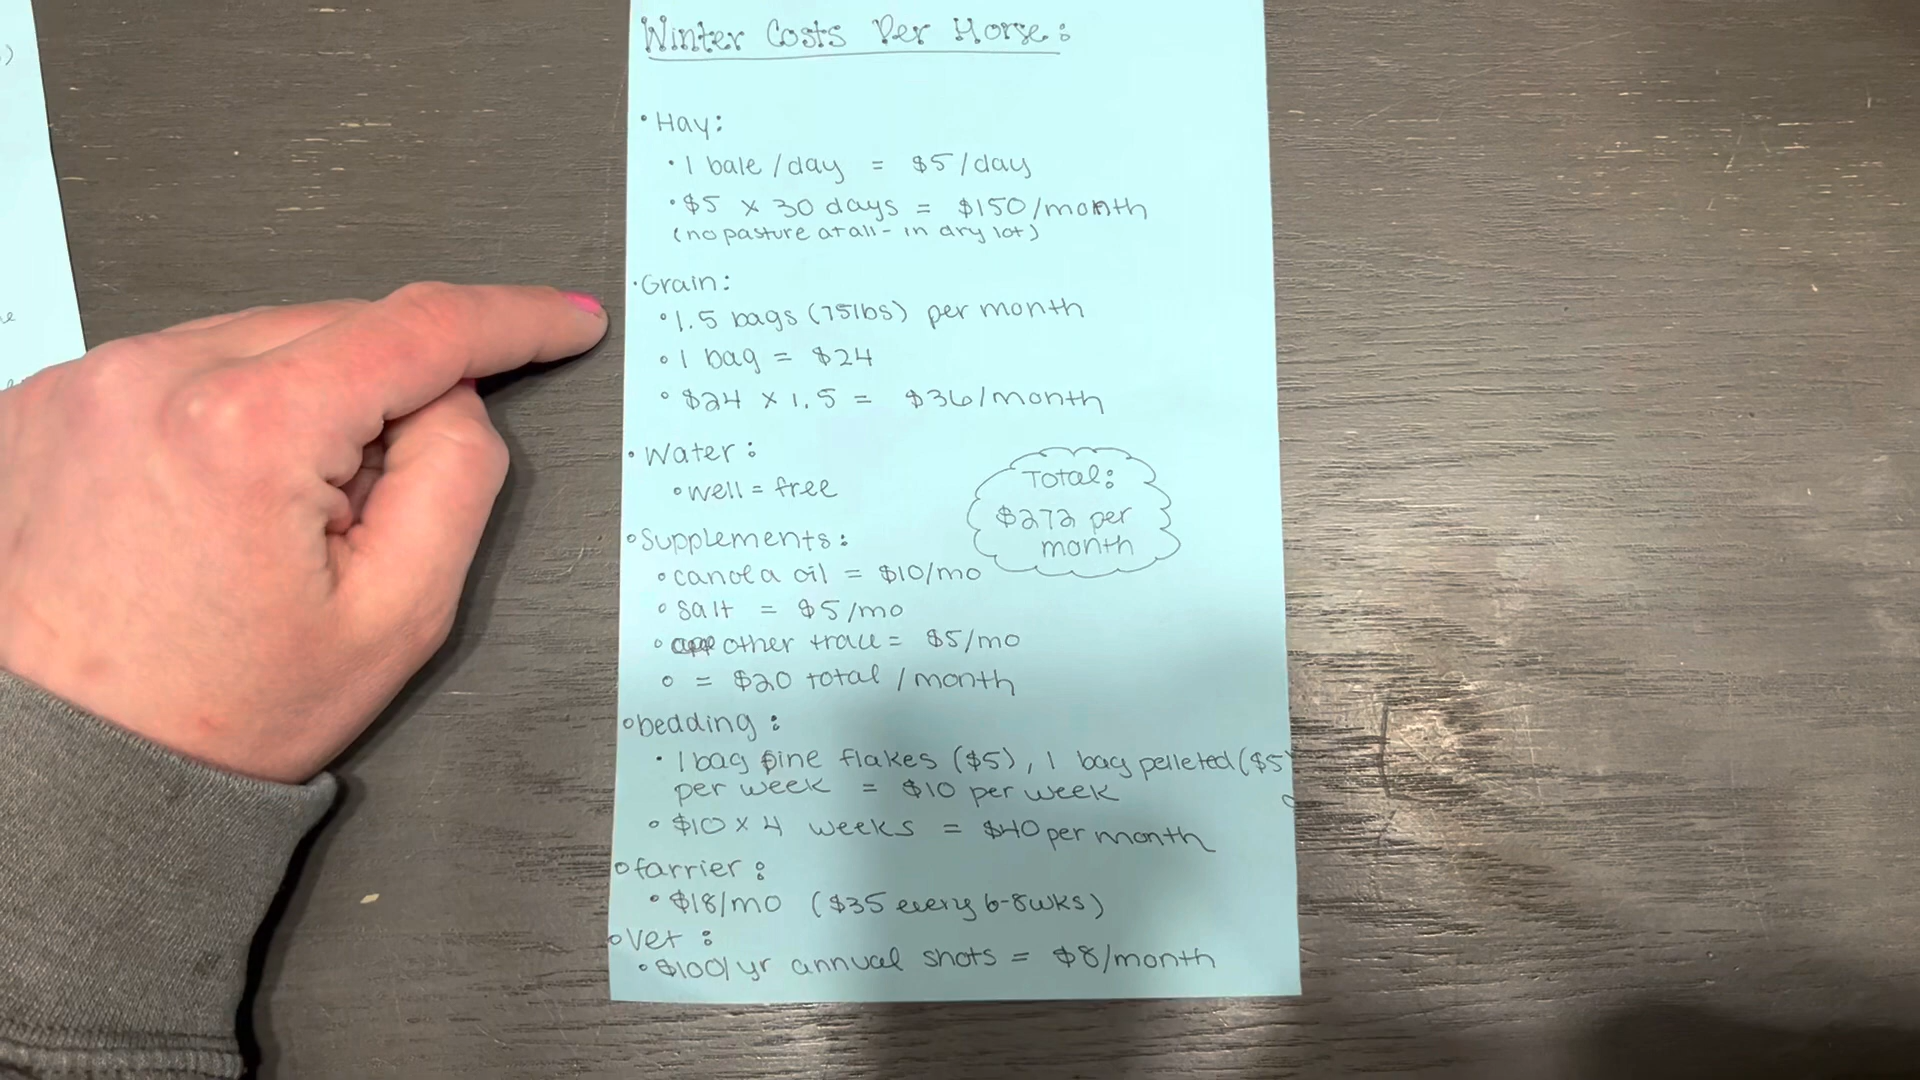 Winter Costs Per Horse:
• Hay:
• 1 bale/day = $5/day
• $5 x 30 days = $150/month
(no pasture at all - in dry lot)
• Grain:
• 1.5 bags (75lbs) per month
• 1 bag = $24
• $24 x 1.5 = $36/month
• Water:
• well = free
Total:
$272 per
month
• Supplements:
• canola oil = $10/mo
• salt = $5/mo
• other trace = $5/mo
• = $20 total /month
• bedding:
• 1 bag pine flakes ($5), 1 bag pelleted ($5)
per week = $10 per week
• $10 x 4 weeks = $40 per month
• farrier:
• $18/mo ($35 every 6-8wks)
• Vet:
• $100/yr annual shots = $8/month